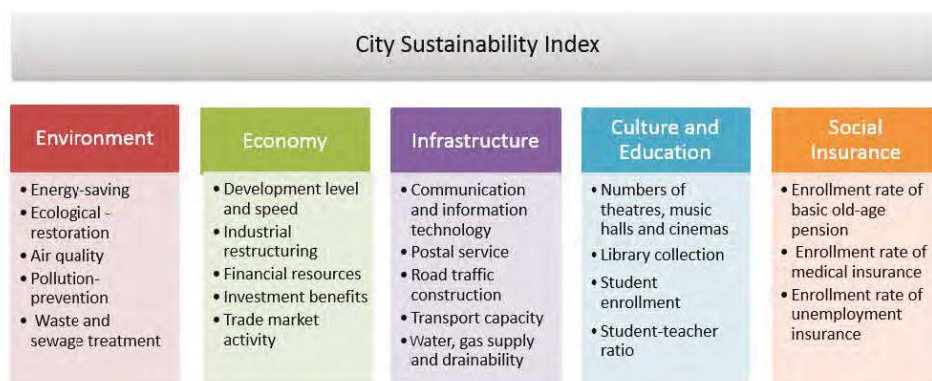 City Sustainability Index
Environment
• Energy-saving
• Ecological -
restoration
• Air quality
• Pollution-
prevention
• Waste and
sewage treatment
Economy
• Development level
and speed
• Industrial
restructuring
• Financial resources
• Investment benefits
• Trade market
activity
Infrastructure
• Communication
and information
technology
• Postal service
• Road traffic
construction
• Transport capacity
• Water, gas supply
and drainability
Culture and
Education
• Numbers of
theatres, music
halls and cinemas
• Library collection
• Student
enrollment
• Student-teacher
ratio
Social
Insurance
• Enrollment rate of
basic old-age
pension
• Enrollment rate of
medical insurance
• Enrollment rate of
unemployment
insurance